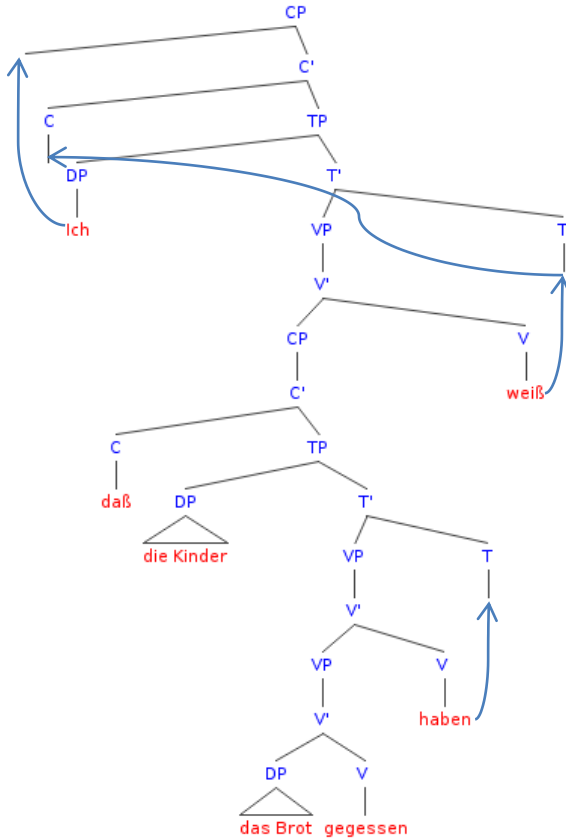 CP
C'
C TP
DP T'
Ich VP T
V'
CP V
C' weiß
C TP
daß DP T'
die Kinder VP T
V'
VP V
V' haben
DP V
das Brot gegessen